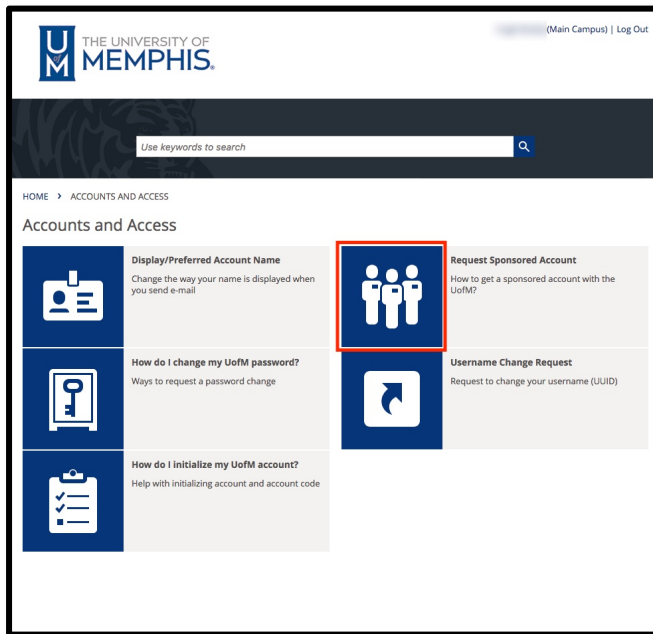 (Main Campus) | Log Out
UM
THE UNIVERSITY OF
MEMPHIS.
Use keywords to search
HOME > ACCOUNTS AND ACCESS
Accounts and Access
Display/Preferred Account Name
Change the way your name is displayed when
you send e-mail
Request Sponsored Account
How to get a sponsored account with the
UofM?
How do I change my UofM password?
Ways to request a password change
Username Change Request
Request to change your username (UUID)
How do I initialize my UofM account?
Help with initializing account and account code